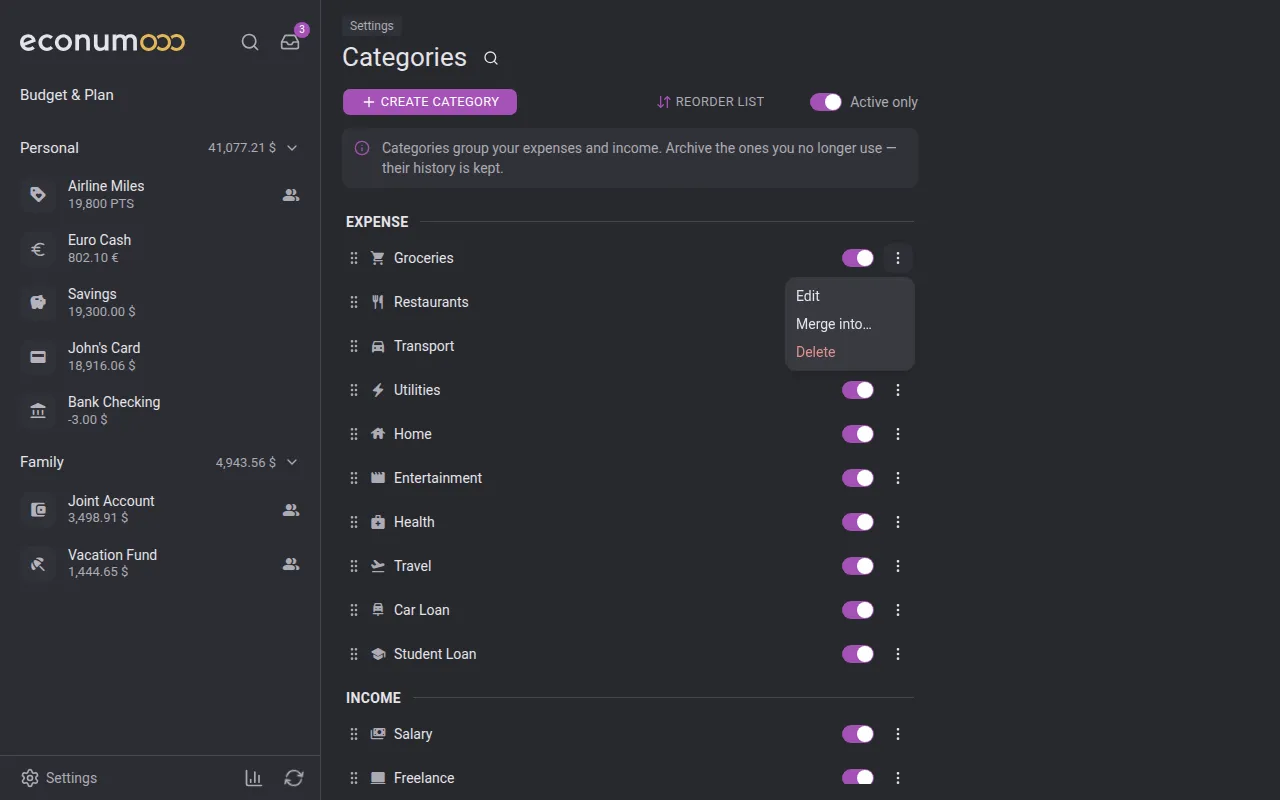 econumo
3
Budget & Plan
Personal 41,077.21 $
Airline Miles
19,800 PTS
Euro Cash
802.10 €
Savings
19,300.00 $
John's Card
18,916.06 $
Bank Checking
-3.00 $
Family 4,943.56 $
Joint Account
3,498.91 $
Vacation Fund
1,444.65 $
Settings
Settings
Categories
CREATE CATEGORY
REORDER LIST
Active only
Categories group your expenses and income. Archive the ones you no longer use —
their history is kept.
EXPENSE
Groceries
Edit
Merge into...
Delete
Restaurants
Transport
Utilities
Home
Entertainment
Health
Travel
Car Loan
Student Loan
INCOME
Salary
Freelance